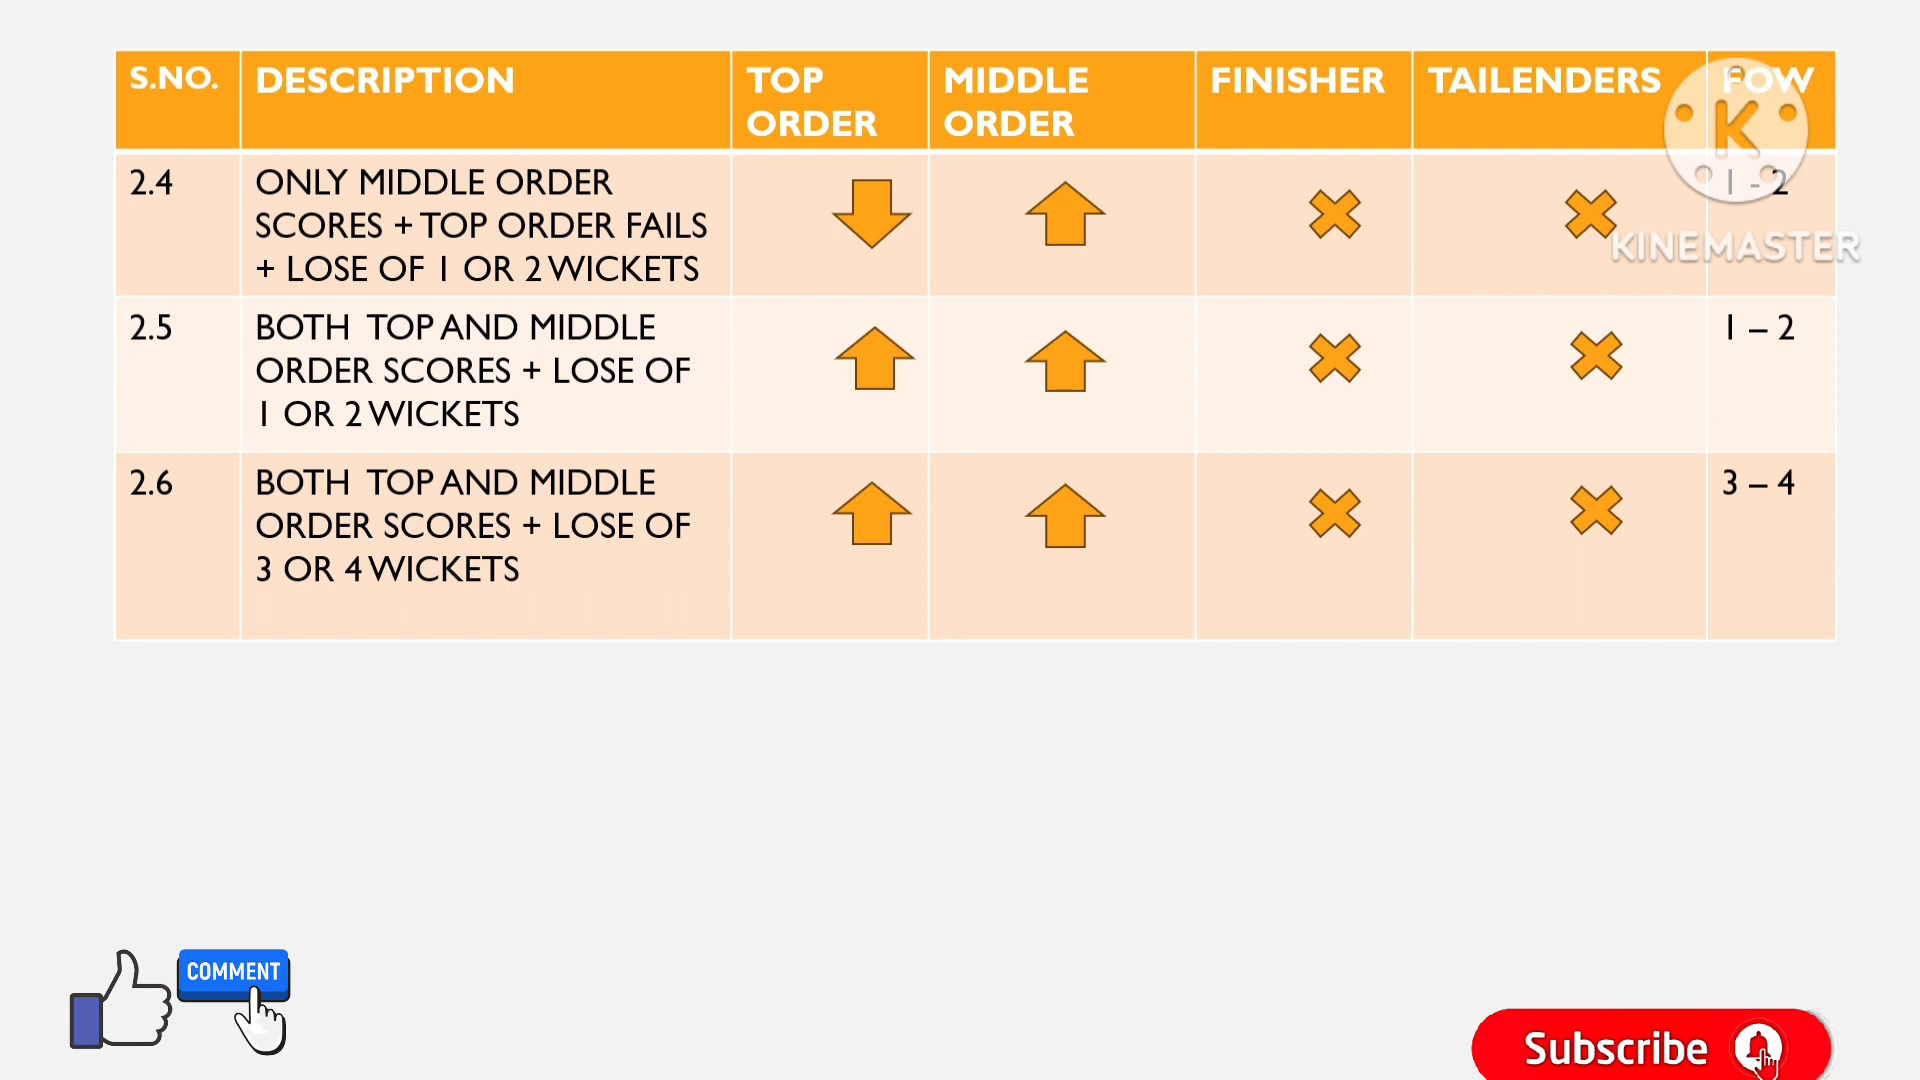 S.NO. DESCRIPTION TOP ORDER MIDDLE ORDER FINISHER TAILENDERS FOW
2.4 ONLY MIDDLE ORDER 1 - 2
SCORES + TOP ORDER FAILS
+ LOSE OF 1 OR 2 WICKETS
KINEMASTER
2.5 BOTH TOP AND MIDDLE 1 – 2
ORDER SCORES + LOSE OF
1 OR 2 WICKETS
2.6 BOTH TOP AND MIDDLE 3 – 4
ORDER SCORES + LOSE OF
3 OR 4 WICKETS
COMMENT
Subscribe